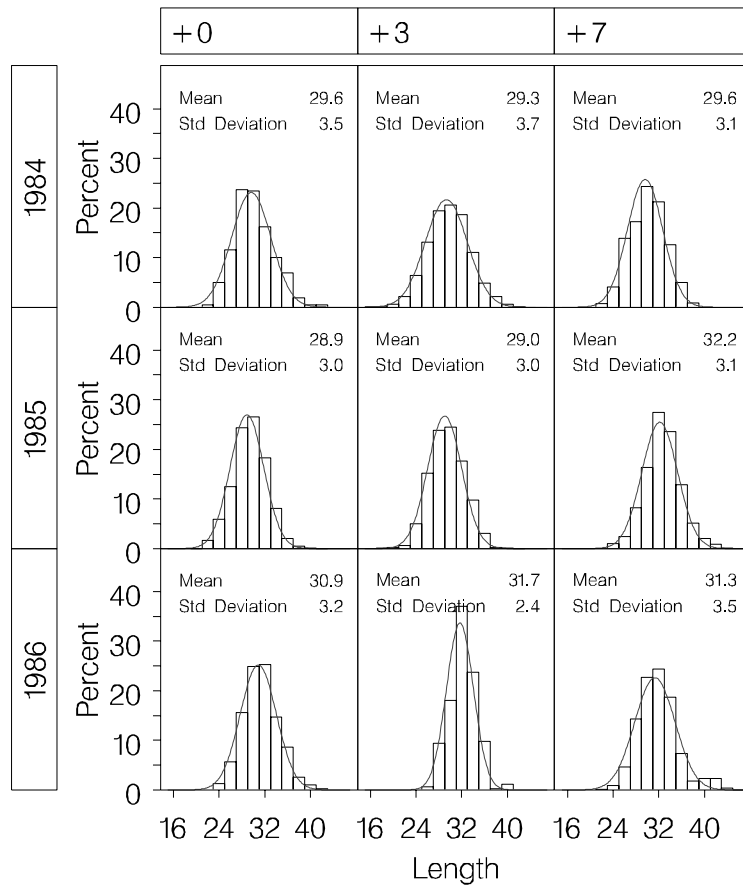 +0 +3 +7
1984
Percent
40
30
20
10
0
Mean 29.6
Std Deviation 3.5
Mean 29.3
Std Deviation 3.7
Mean 29.6
Std Deviation 3.1
1985
Percent
40
30
20
10
0
Mean 28.9
Std Deviation 3.0
Mean 29.0
Std Deviation 3.0
Mean 32.2
Std Deviation 3.1
1986
Percent
40
30
20
10
0
Mean 30.9
Std Deviation 3.2
Mean 31.7
Std Deviation 2.4
Mean 31.3
Std Deviation 3.5
16 24 32 40 16 24 32 40 16 24 32 40
Length